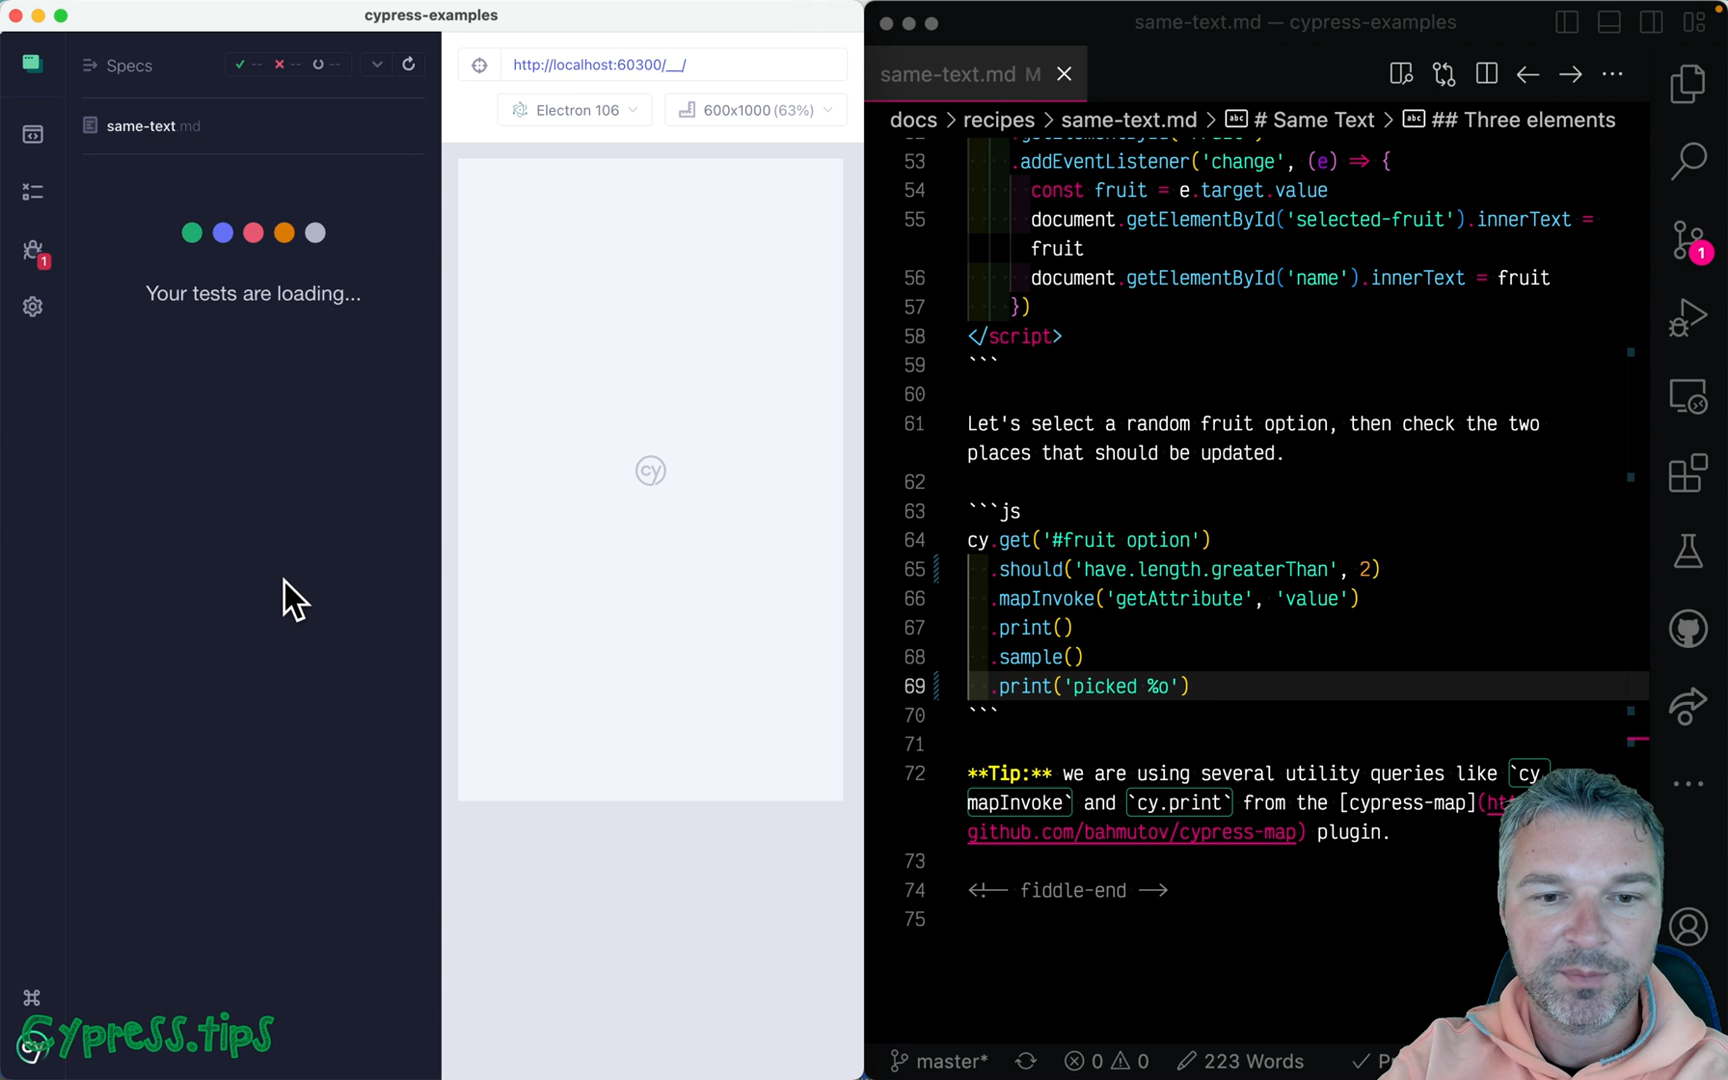 cypress-examples
Specs
-- -- --
same-text.md
1
Your tests are loading...
Cypress.tips
http://localhost:60300/__/
Electron 106
600x1000 (63%)
cy
same-text.md — cypress-examples
same-text.md M
docs > recipes > same-text.md > # Same Text > ## Three elements
53 .addEventListener('change', (e) => {
54 const fruit = e.target.value
55 document.getElementById('selected-fruit').innerText =
fruit
56 document.getElementById('name').innerText = fruit
57 })
58 </script>
59 ```
60
61 Let's select a random fruit option, then check the two
places that should be updated.
62
63 ```js
64 cy.get('#fruit option')
65 .should('have.length.greaterThan', 2)
66 .mapInvoke('getAttribute', 'value')
67 .print()
68 .sample()
69 .print('picked %o')
70 ```
71
72 **Tip:** we are using several utility queries like `cy.
mapInvoke` and `cy.print` from the [cypress-map](
github.com/bahmutov/cypress-map) plugin.
73
74 <!-- fiddle-end -->
75
1
master* 0 0 223 Words